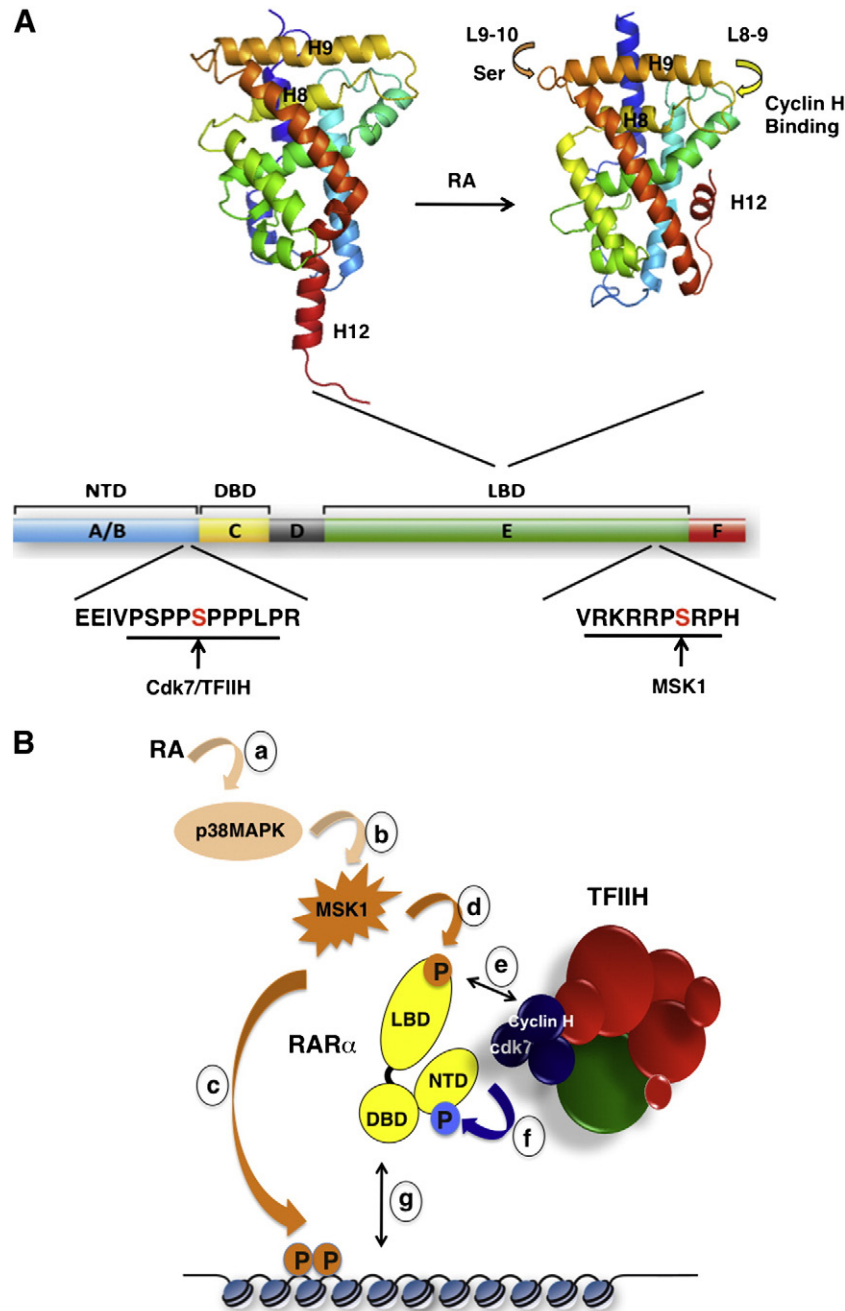 A
H9
H8
H12
RA
L9-10
Ser
H9
H8
L8-9
Cyclin H
Binding
H12
NTD
DBD
LBD
A/B
C
D
E
F
EEIVPSPPSPPPLPR
VRKRRPSRPH
Cdk7/TFIIH
MSK1
B
RA
a
p38MAPK
b
MSK1
d
TFIIH
P
e
LBD
Cyclin H
cdk7
RARα
c
NTD
DBD
P
f
g
P P